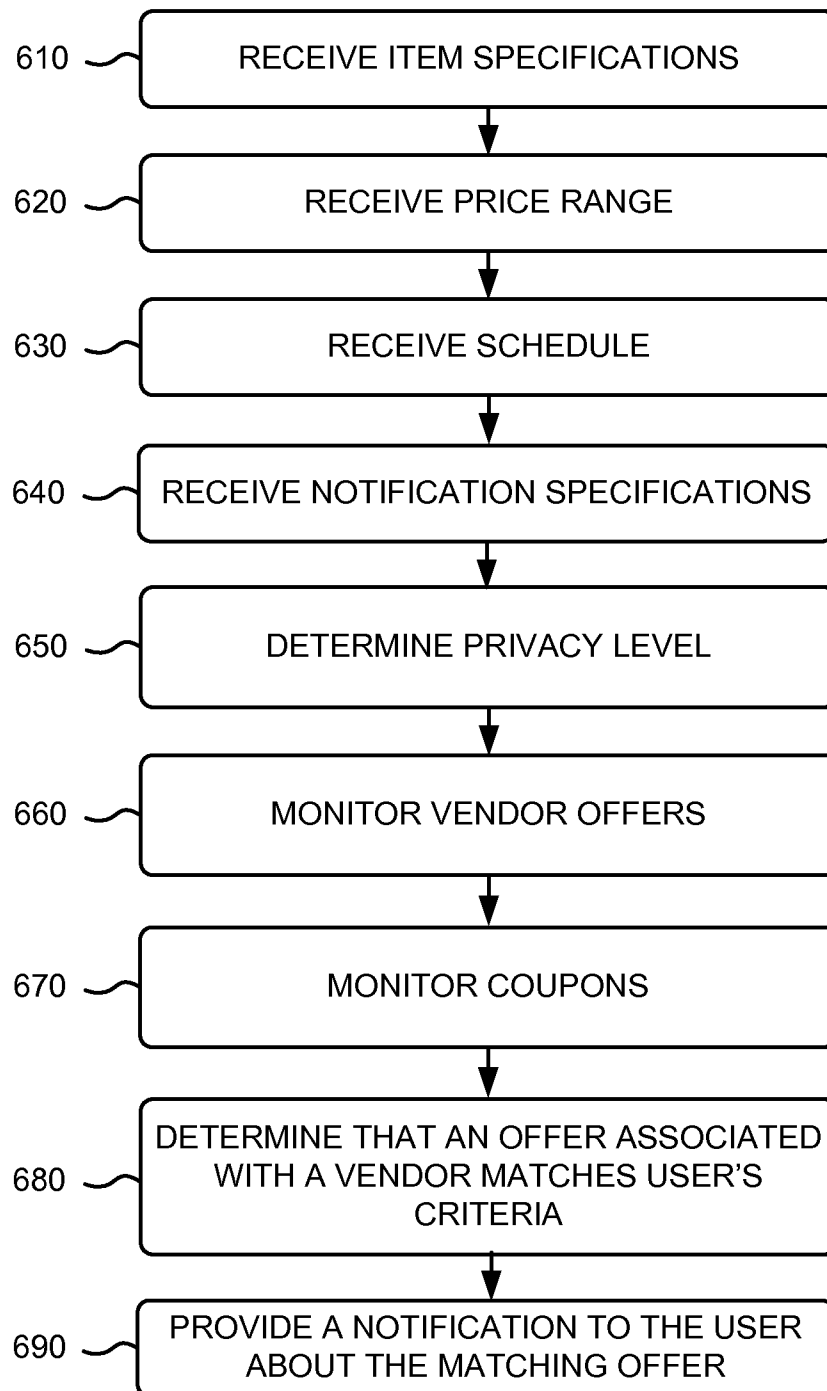 610 RECEIVE ITEM SPECIFICATIONS
620 RECEIVE PRICE RANGE
630 RECEIVE SCHEDULE
640 RECEIVE NOTIFICATION SPECIFICATIONS
650 DETERMINE PRIVACY LEVEL
660 MONITOR VENDOR OFFERS
670 MONITOR COUPONS
680 DETERMINE THAT AN OFFER ASSOCIATED
WITH A VENDOR MATCHES USER'S
CRITERIA
690 PROVIDE A NOTIFICATION TO THE USER
ABOUT THE MATCHING OFFER